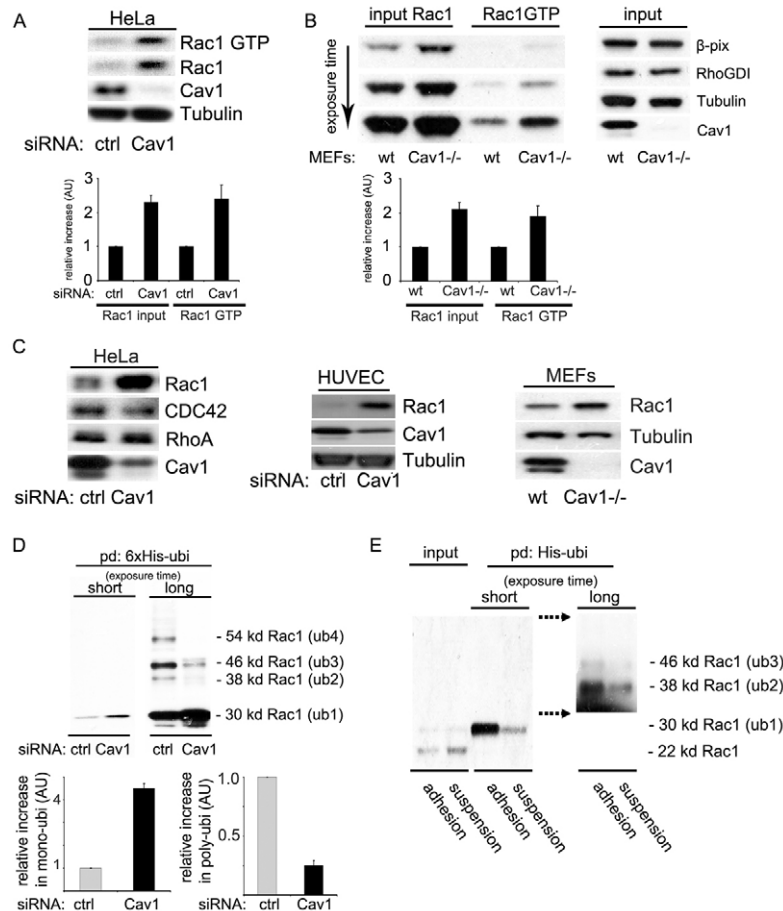 A
HeLa
Rac1 GTP
Rac1
Cav1
Tubulin
siRNA: ctrl Cav1
relative increase (AU)
3
2
1
0
siRNA: ctrl Cav1 ctrl Cav1
Rac1 input Rac1 GTP
B
input Rac1 Rac1GTP
exposure time
MEFs: wt Cav1-/- wt Cav1-/-
input
β-pix
RhoGDI
Tubulin
Cav1
wt Cav1-/-
relative increase (AU)
3
2
1
0
wt Cav1-/- wt Cav1-/-
Rac1 input Rac1 GTP
C
HeLa
Rac1
CDC42
RhoA
Cav1
siRNA: ctrl Cav1
HUVEC
Rac1
Cav1
Tubulin
siRNA: ctrl Cav1
MEFs
Rac1
Tubulin
Cav1
wt Cav1-/-
D
pd: 6xHis-ubi
(exposure time)
short long
- 54 kd Rac1 (ub4)
- 46 kd Rac1 (ub3)
- 38 kd Rac1 (ub2)
- 30 kd Rac1 (ub1)
siRNA: ctrl Cav1 ctrl Cav1
relative increase in mono-ubi (AU)
4
1
siRNA: ctrl Cav1
relative increase in poly-ubi (AU)
1.0
0.5
0
siRNA: ctrl Cav1
E
input pd: His-ubi
(exposure time)
short long
- 46 kd Rac1 (ub3)
- 38 kd Rac1 (ub2)
- 30 kd Rac1 (ub1)
- 22 kd Rac1
adhesion suspension adhesion suspension adhesion suspension